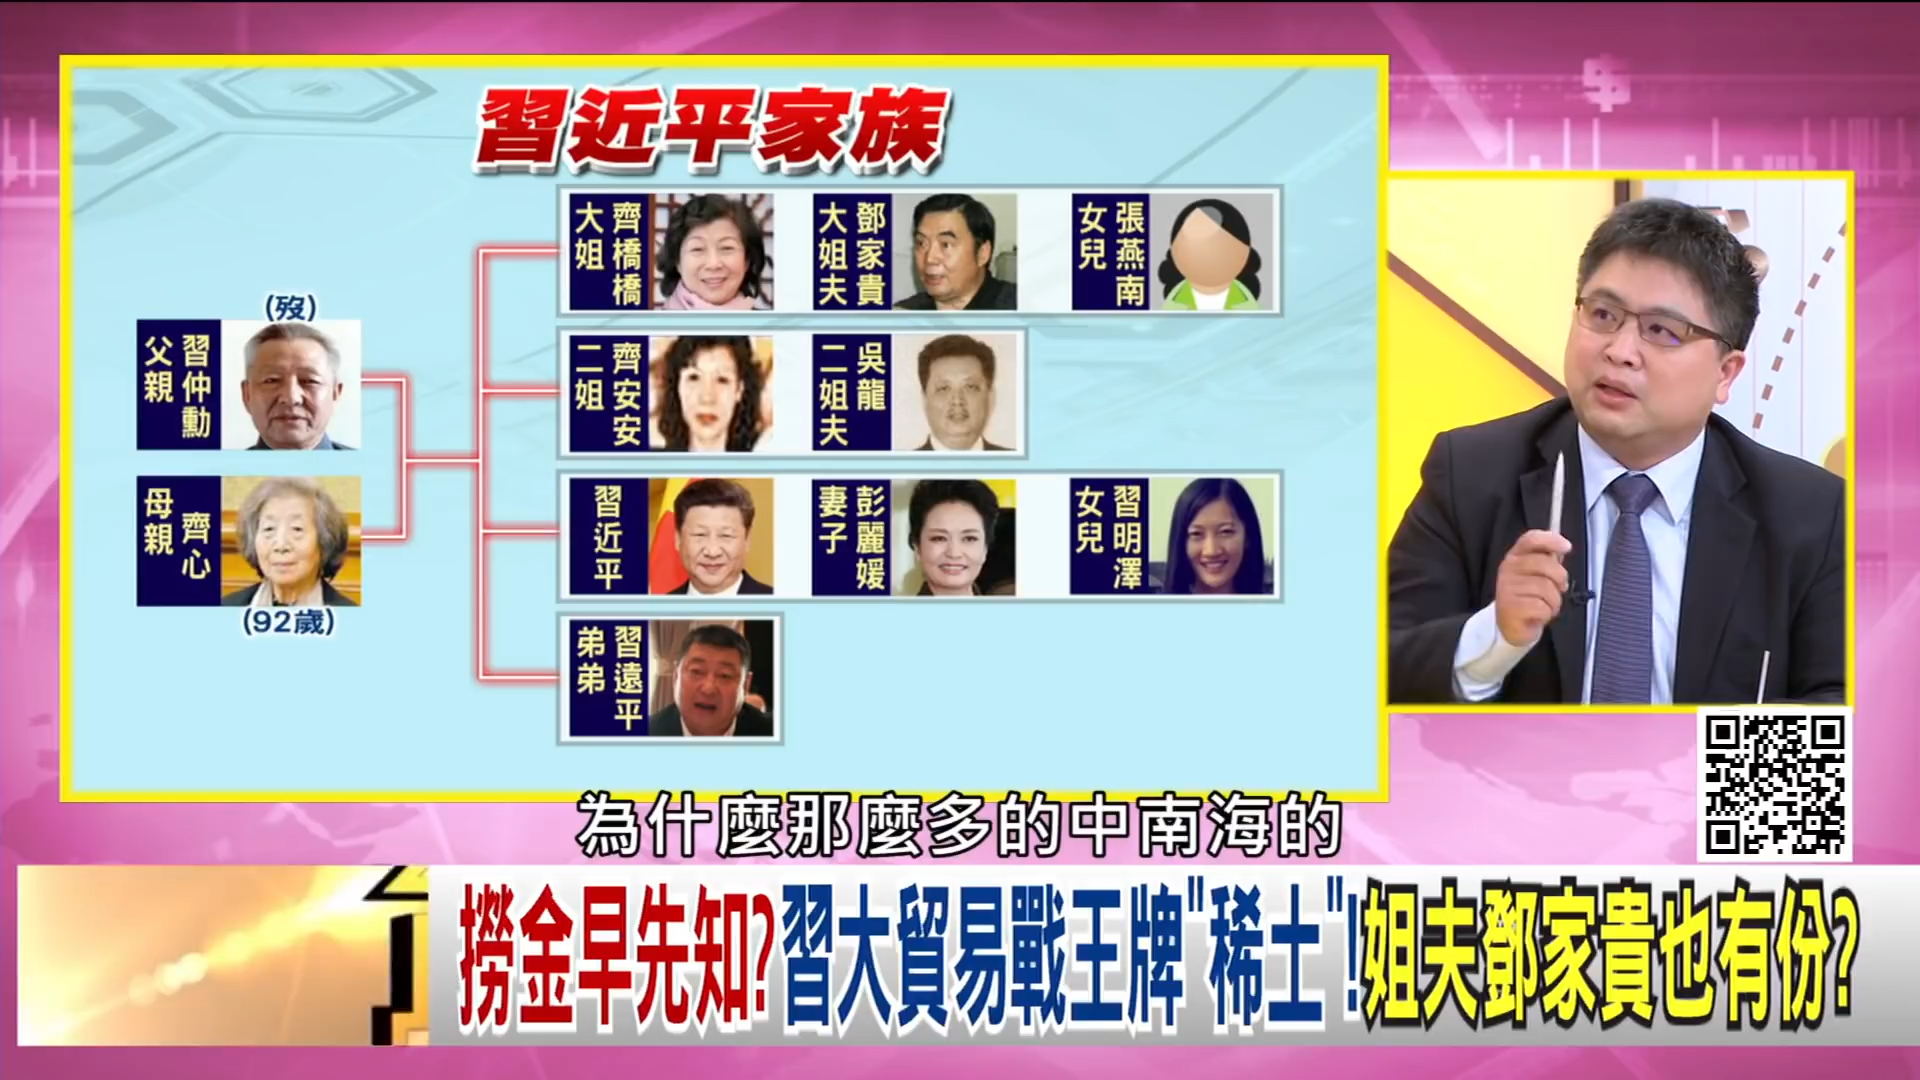 習近平家族
大姐 齊橋橋
大姐夫 鄧家貴
女兒 張燕南
(歿)
父親 習仲勳
二姐 齊安安
二姐夫 吳龍
母親 齊心
(92歲)
習近平
妻子 彭麗媛
女兒 習明澤
弟弟 習遠平
為什麼那麼多的中南海的
撈金早先知?習大貿易戰王牌"稀土"!姐夫鄧家貴也有份?